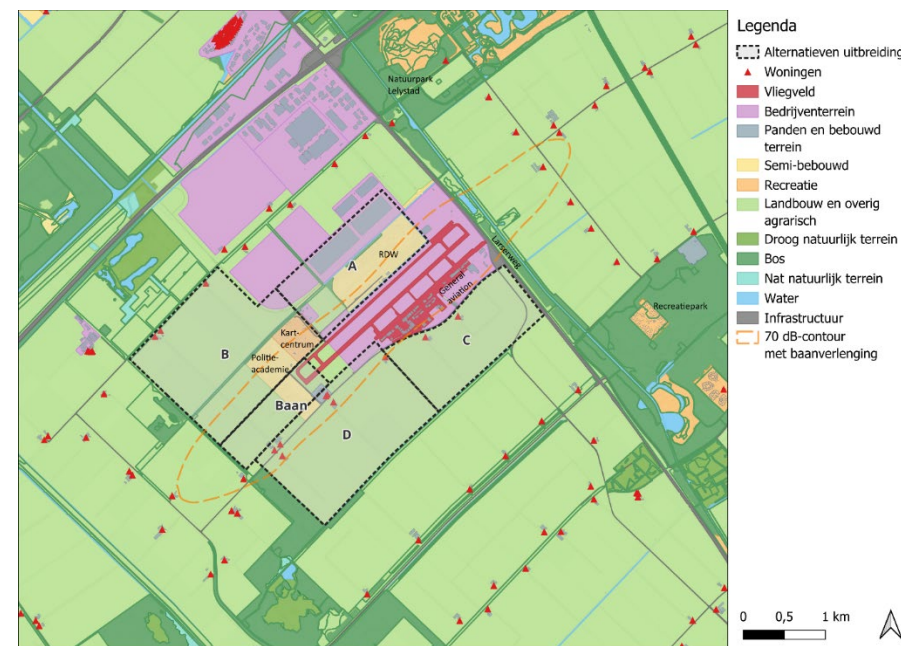 Natuurpark
Lelystad
Larserweg
RDW
A
General
aviation
Recreatiepark
Kart-
centrum
B
C
Politie-
académie
Baan
D
Legenda
Alternatieven uitbreiding
Woningen
Vliegveld
Bedrijventerrein
Panden en bebouwd
terrein
Semi-bebouwd
Recreatie
Landbouw en overig
agrarisch
Droog natuurlijk terrein
Bos
Nat natuurlijk terrein
Water
Infrastructuur
70 dB-contour
met baanverlenging
0 0,5 1 km